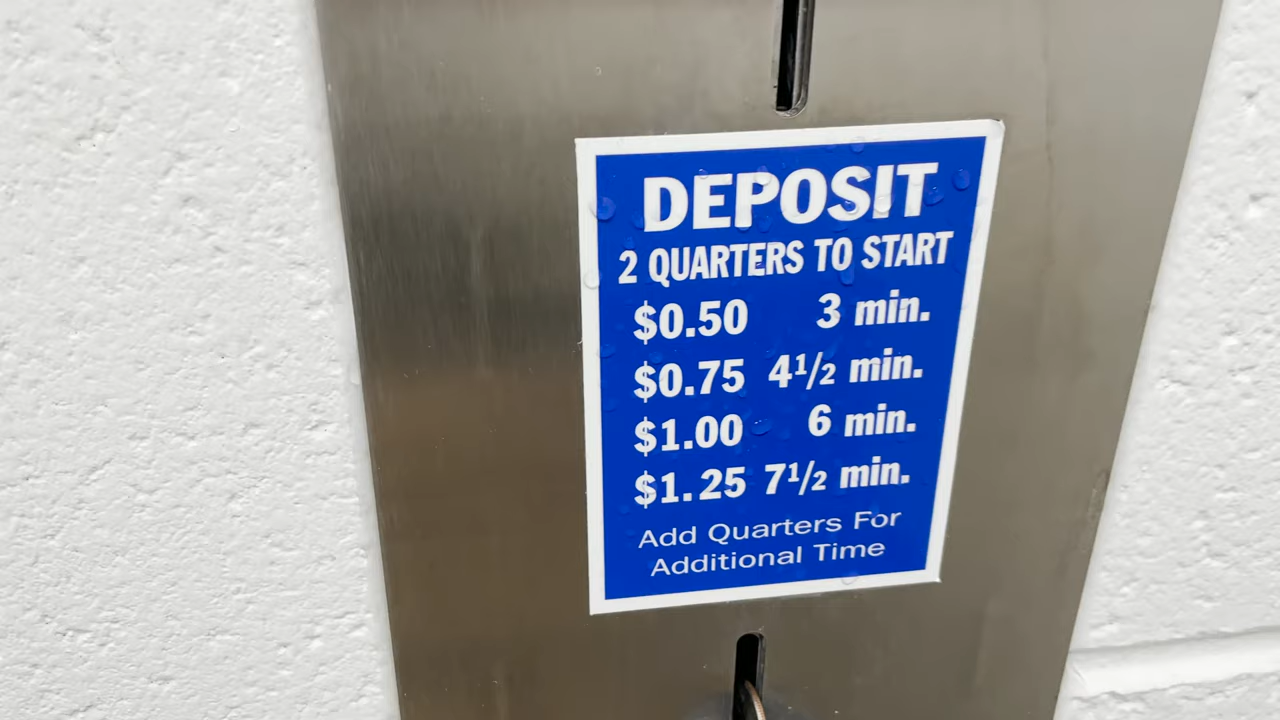 DEPOSIT
2 QUARTERS TO START
$0.50 3 min.
$0.75 4½ min.
$1.00 6 min.
$1.25 7½ min.
Add Quarters For
Additional Time